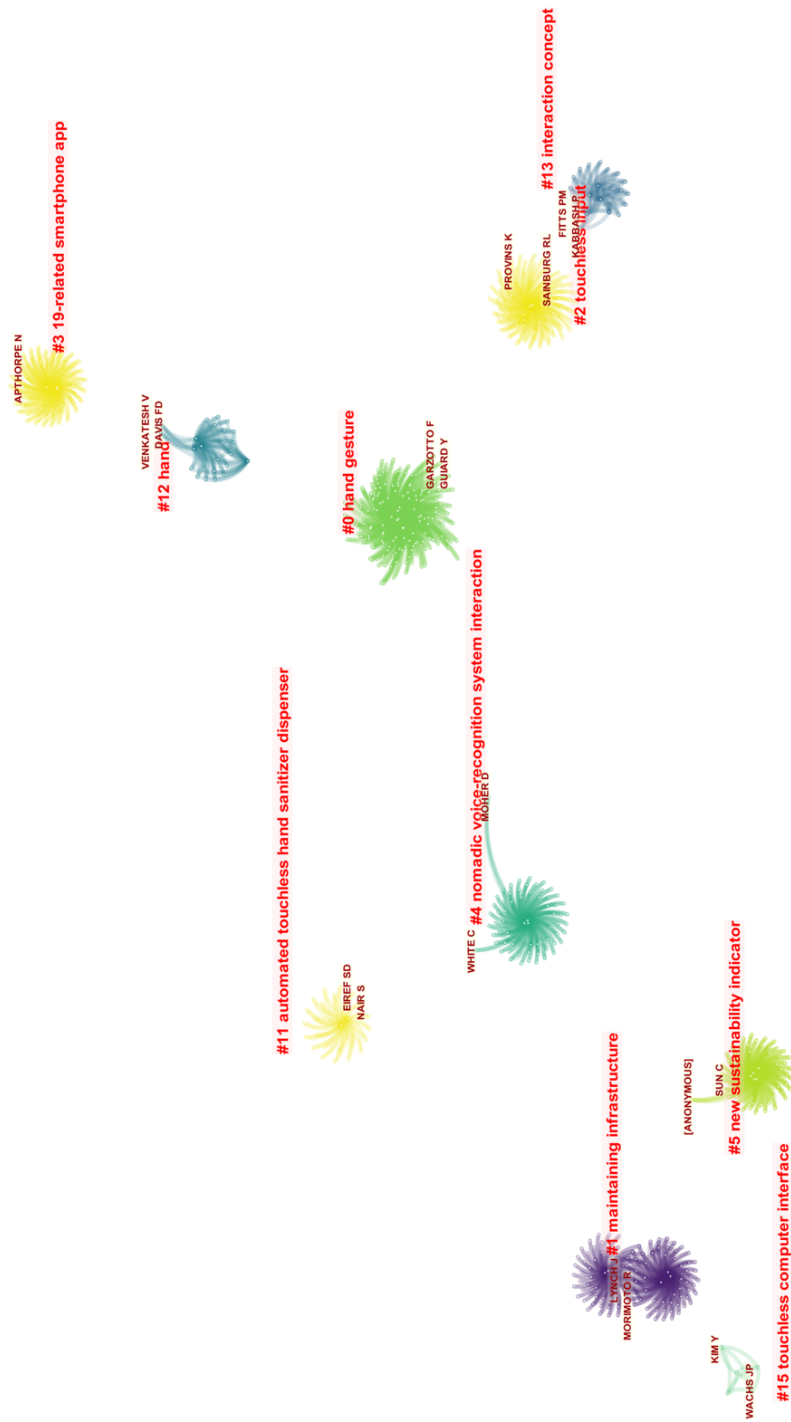 #13 interaction concept
FITTS PM
KABBASH P
#2 touchless input
PROVINS K
SAINBURG RL
#3 19-related smartphone app
APTHORPE N
VENKATESH V
DAVIS FD
#12 hand
#0 hand gesture
GARZOTTO F
GUIARD Y
#4 nomadic voice-recognition system interaction
MOHER D
WHITE C
#11 automated touchless hand sanitizer dispenser
EIREF SD
NAIR S
#5 new sustainability indicator
[ANONYMOUS]
SUN C
#1 maintaining infrastructure
LYNCH J
MORIMOTO R
#15 touchless computer interface
KIM Y
WACHS JP